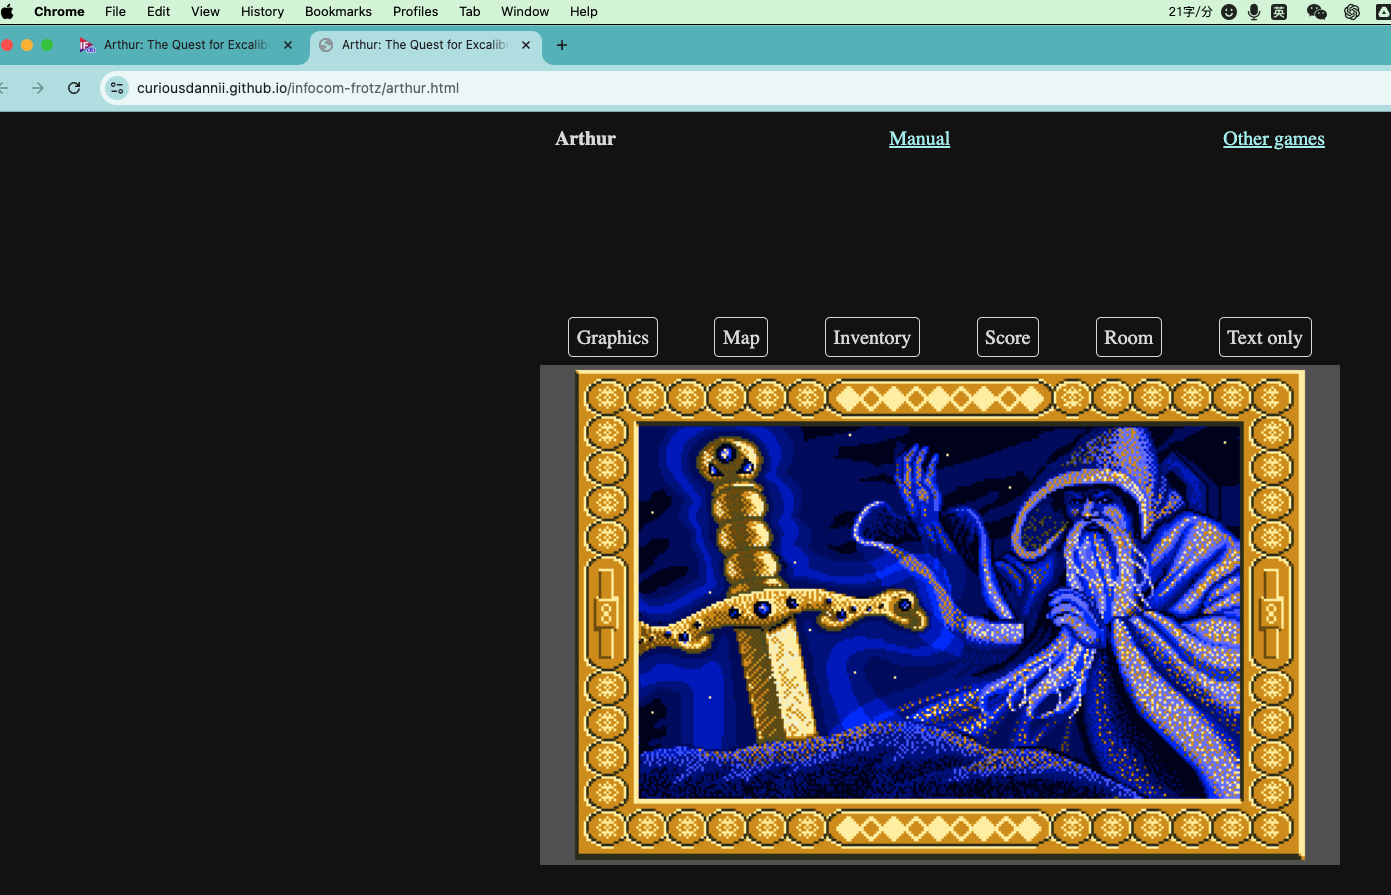 Chrome File Edit View History Bookmarks Profiles Tab Window Help 21字/分 英
Arthur: The Quest for Excalib
Arthur: The Quest for Excalib
curiousdannii.github.io/infocom-frotz/arthur.html
Arthur Manual Other games
Graphics Map Inventory Score Room Text only
8 8